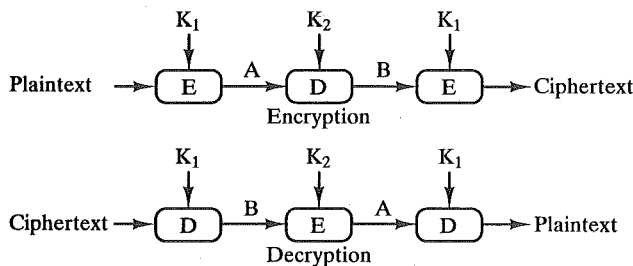 K₁ K₂ K₁
Plaintext E A D B E Ciphertext
Encryption
K₁ K₂ K₁
Ciphertext D B E A D Plaintext
Decryption